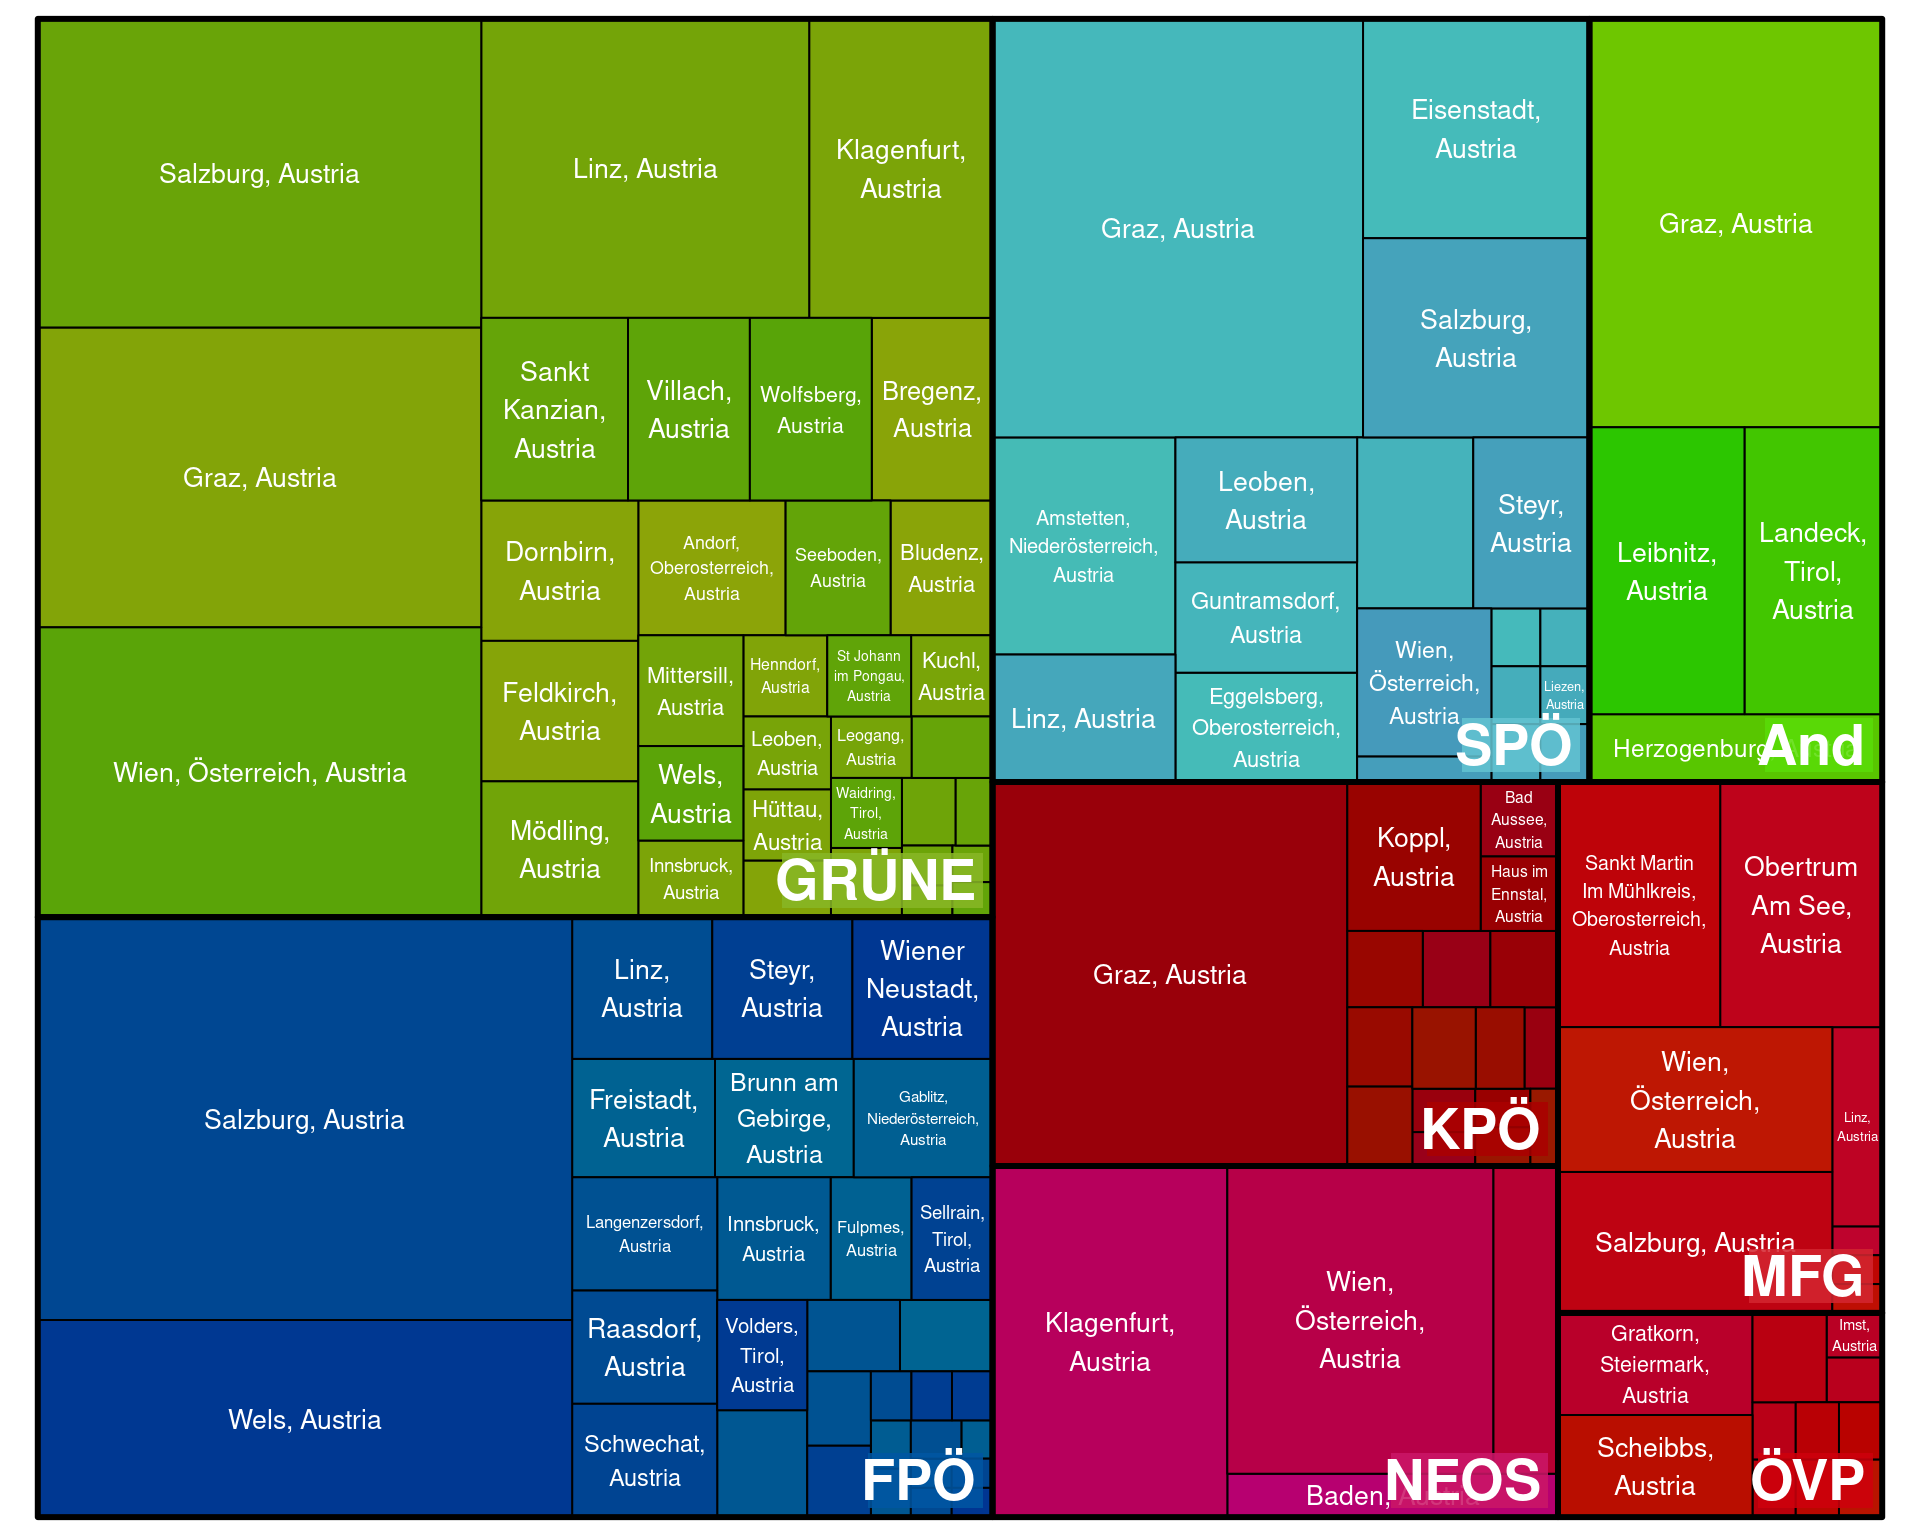 Salzburg, Austria
Linz, Austria
Klagenfurt,
Austria
Graz, Austria
Wien, Österreich, Austria
Sankt
Kanzian,
Austria
Villach,
Austria
Wolfsberg,
Austria
Bregenz,
Austria
Dornbirn,
Austria
Andorf,
Oberosterreich,
Austria
Seeboden,
Austria
Bludenz,
Austria
Feldkirch,
Austria
Mittersill,
Austria
Henndorf,
Austria
St Johann
im Pongau,
Austria
Kuchl,
Austria
Leoben,
Austria
Leogang,
Austria
Wels,
Austria
Hüttau,
Austria
Waidring,
Tirol,
Austria
Mödling,
Austria
Innsbruck,
Austria
GRÜNE
Salzburg, Austria
Wels, Austria
Linz,
Austria
Steyr,
Austria
Wiener
Neustadt,
Austria
Freistadt,
Austria
Brunn am
Gebirge,
Austria
Gablitz,
Niederösterreich,
Austria
Langenzersdorf,
Austria
Innsbruck,
Austria
Fulpmes,
Austria
Sellrain,
Tirol,
Austria
Raasdorf,
Austria
Volders,
Tirol,
Austria
Schwechat,
Austria
FPÖ
Graz, Austria
Eisenstadt,
Austria
Salzburg,
Austria
Amstetten,
Niederösterreich,
Austria
Leoben,
Austria
Steyr,
Austria
Guntramsdorf,
Austria
Linz, Austria
Eggelsberg,
Oberosterreich,
Austria
Wien,
Österreich,
Austria
Liezen,
Austria
SPÖ
Graz, Austria
Leibnitz,
Austria
Landeck,
Tirol,
Austria
Herzogenburg
And
Graz, Austria
Koppl,
Austria
Bad
Aussee,
Austria
Haus im
Ennstal,
Austria
KPÖ
Sankt Martin
Im Mühlkreis,
Oberosterreich,
Austria
Obertrum
Am See,
Austria
Wien,
Österreich,
Austria
Linz,
Austria
Salzburg, Austria
MFG
Klagenfurt,
Austria
Wien,
Österreich,
Austria
Baden, Austria
NEOS
Gratkorn,
Steiermark,
Austria
Imst,
Austria
Scheibbs,
Austria
ÖVP